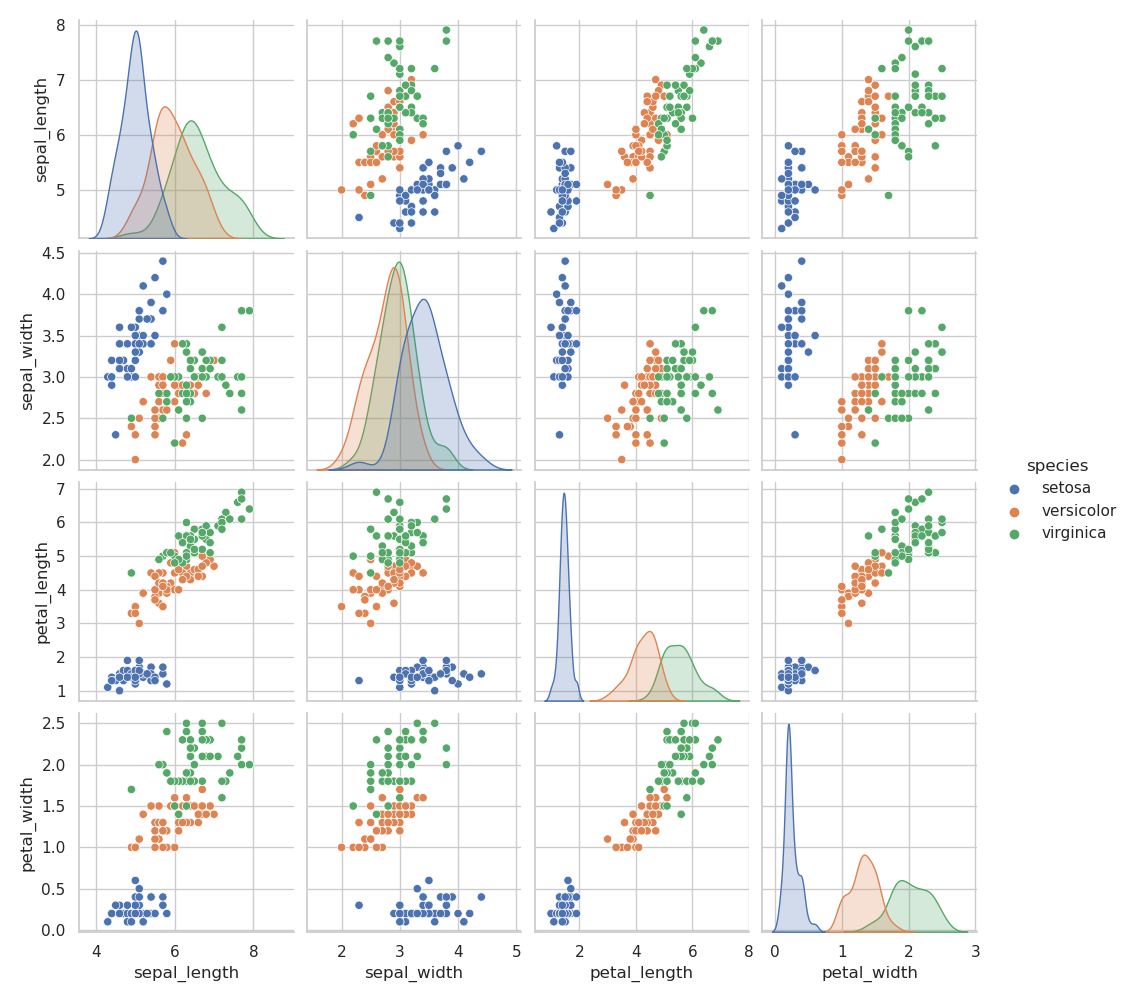 sepal_length
8
7
6
5
sepal_width
4.5
4.0
3.5
3.0
2.5
2.0
petal_length
7
6
5
4
3
2
1
petal_width
2.5
2.0
1.5
1.0
0.5
0.0
4 6 8
2 3 4 5
2 4 6 8
0 1 2 3
sepal_length
sepal_width
petal_length
petal_width
species
setosa
versicolor
virginica